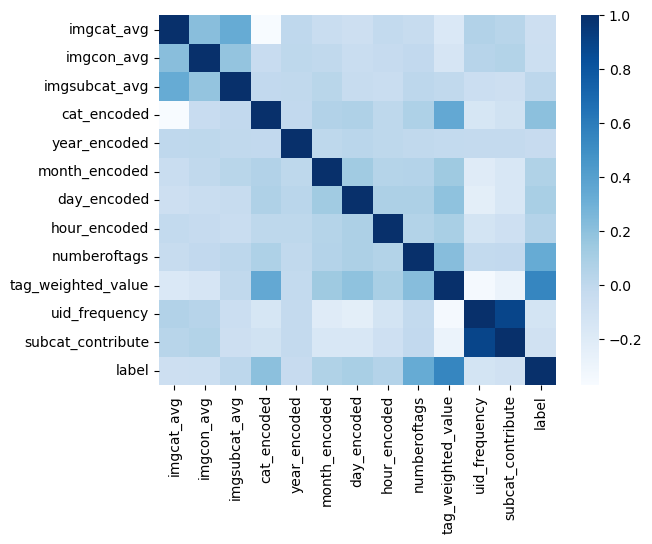 imgcat_avg
imgcon_avg
imgsubcat_avg
cat_encoded
year_encoded
month_encoded
day_encoded
hour_encoded
numberoftags
tag_weighted_value
uid_frequency
subcat_contribute
label
imgcat_avg
imgcon_avg
imgsubcat_avg
cat_encoded
year_encoded
month_encoded
day_encoded
hour_encoded
numberoftags
tag_weighted_value
uid_frequency
subcat_contribute
label
1.0
0.8
0.6
0.4
0.2
0.0
−0.2